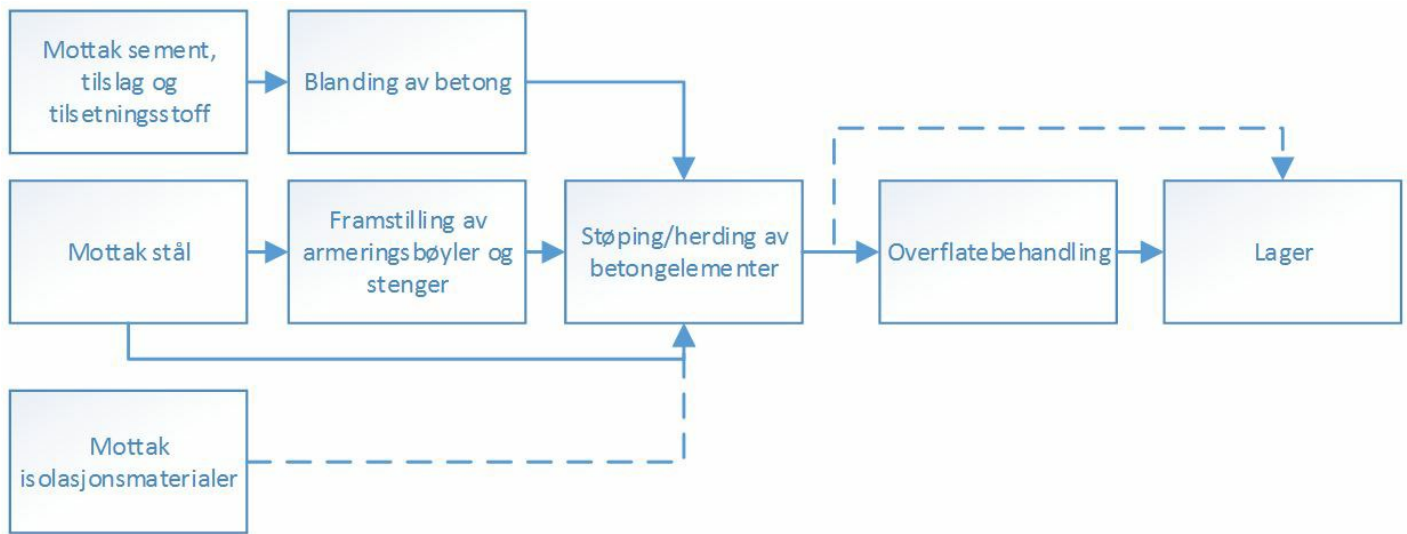 Mottak sement,
tilslag og
tilsetningsstoff
Blanding av betong
Mottak stål
Framstilling av
armeringsbøyler og
stenger
Støping/herding av
betongelementer
Overflatebehandling
Lager
Mottak
isolasjonsmaterialer